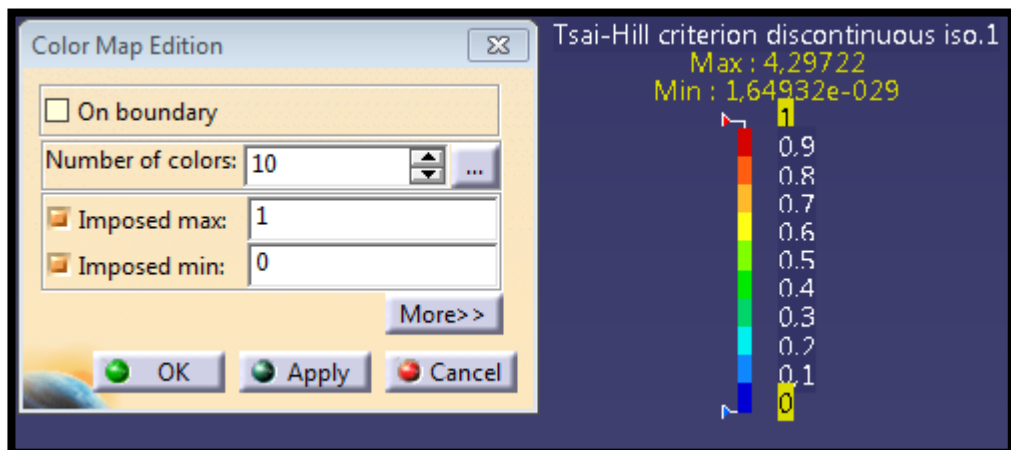 Color Map Edition
On boundary
Number of colors: 10 ...
Imposed max: 1
Imposed min: 0
More>>
OK Apply Cancel
Tsai-Hill criterion discontinuous iso.1
Max : 4,29722
Min : 1,64932e-029
1
0.9
0.8
0.7
0.6
0.5
0.4
0.3
0.2
0.1
0